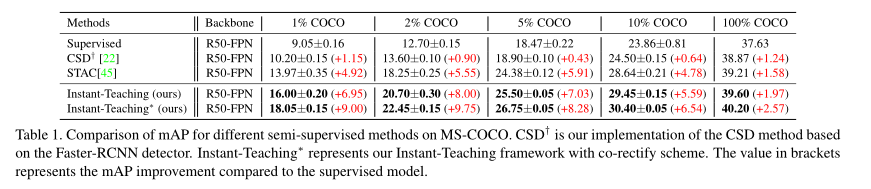 Methods Backbone 1% COCO 2% COCO 5% COCO 10% COCO 100% COCO
Supervised R50-FPN 9.05±0.16 12.70±0.15 18.47±0.22 23.86±0.81 37.63
CSD† [22] R50-FPN 10.20±0.15 (+1.15) 13.60±0.10 (+0.90) 18.90±0.10 (+0.43) 24.50±0.15 (+0.64) 38.87 (+1.24)
STAC[45] R50-FPN 13.97±0.35 (+4.92) 18.25±0.25 (+5.55) 24.38±0.12 (+5.91) 28.64±0.21 (+4.78) 39.21 (+1.58)
Instant-Teaching (ours) R50-FPN 16.00±0.20 (+6.95) 20.70±0.30 (+8.00) 25.50±0.05 (+7.03) 29.45±0.15 (+5.59) 39.60 (+1.97)
Instant-Teaching* (ours) R50-FPN 18.05±0.15 (+9.00) 22.45±0.15 (+9.75) 26.75±0.05 (+8.28) 30.40±0.05 (+6.54) 40.20 (+2.57)
Table 1. Comparison of mAP for different semi-supervised methods on MS-COCO. CSD† is our implementation of the CSD method based
on the Faster-RCNN detector. Instant-Teaching* represents our Instant-Teaching framework with co-rectify scheme. The value in brackets
represents the mAP improvement compared to the supervised model.